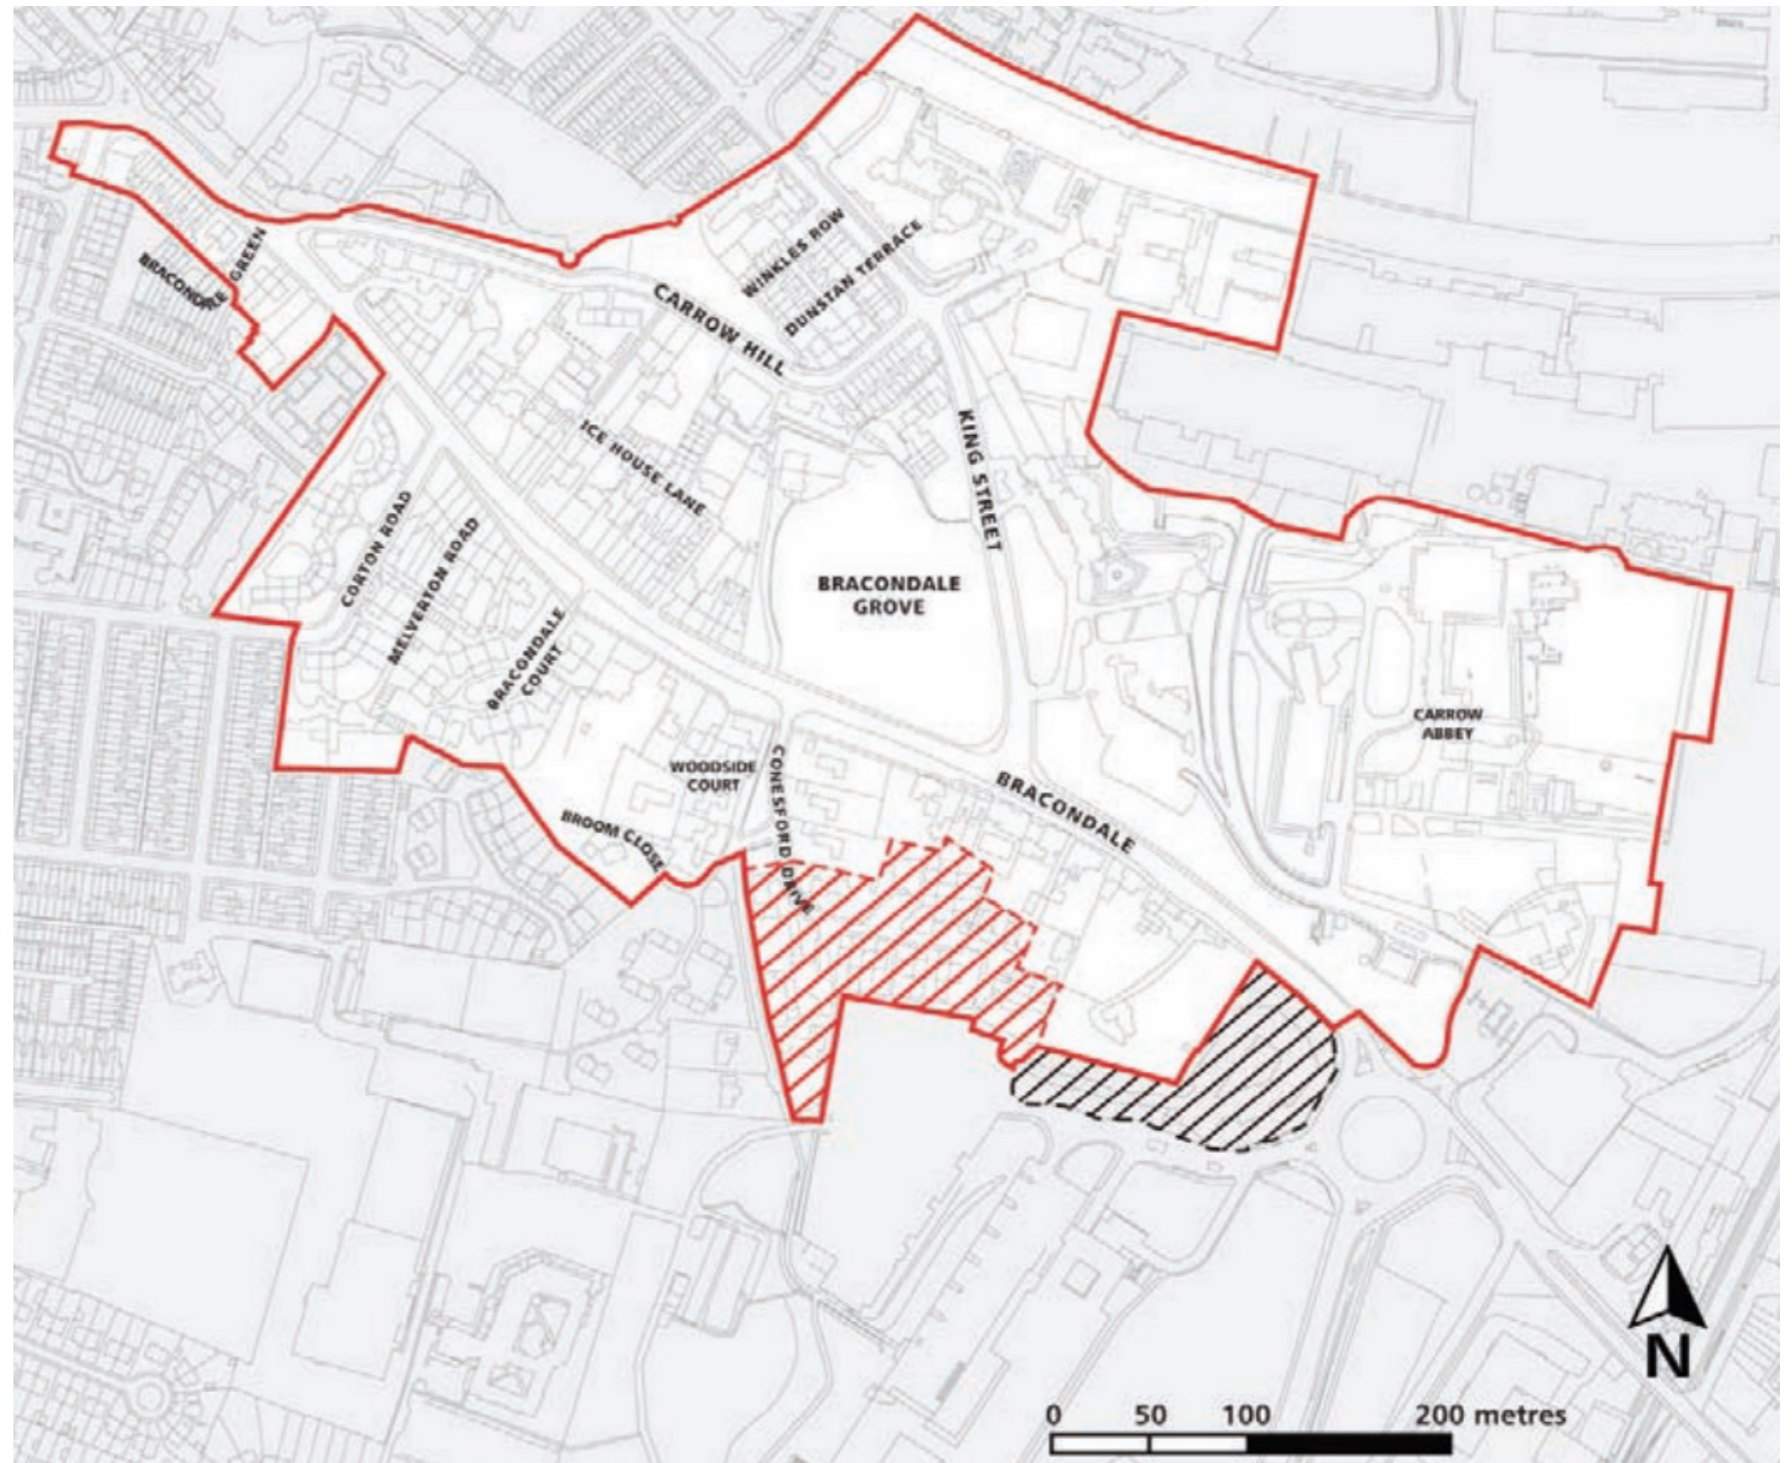 BRACONDALE
GREEN
WINKLES ROW
DUNSTAN TERRACE
CARROW HILL
ICE HOUSE LANE
KING STREET
CORTON ROAD
MELVERTON ROAD
BRACONDALE
GROVE
BRACONDALE
COURT
CARROW
ABBEY
WOODSIDE
COURT
CONESFORD DRIVE
BRACONDALE
BROOM CLOSE
N
0 50 100 200 metres